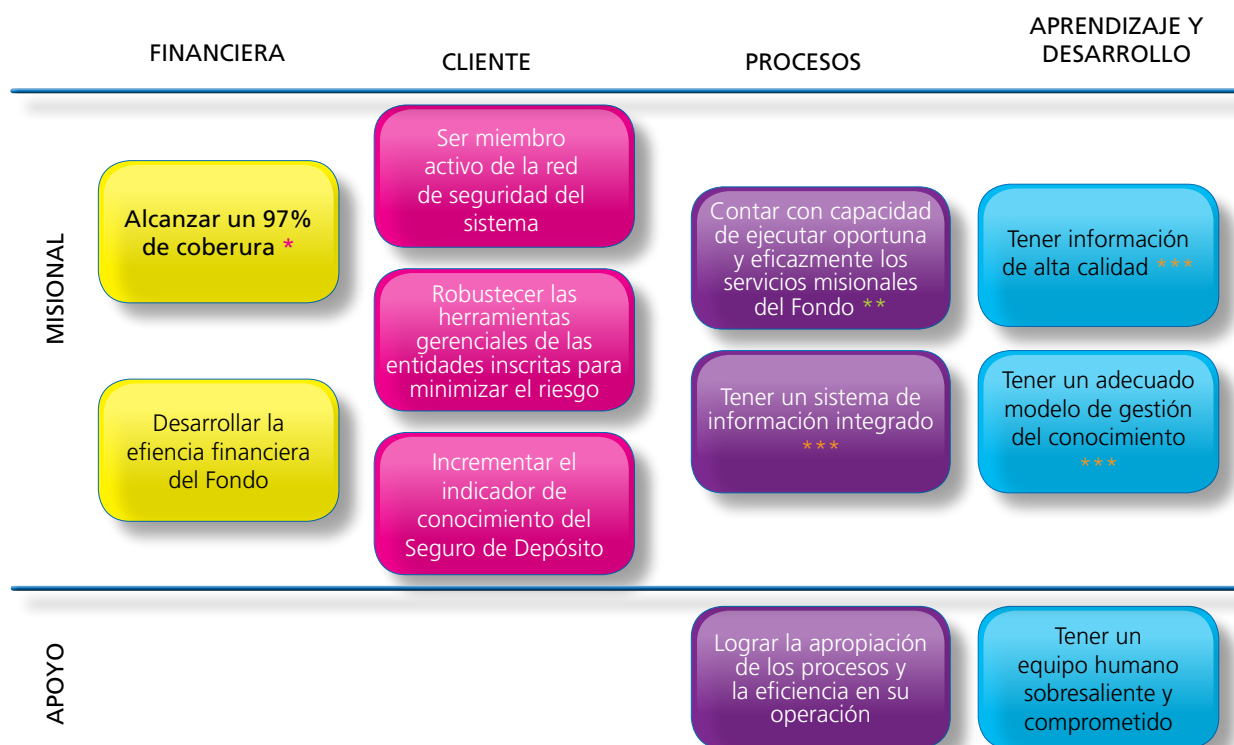 FINANCIERA
CLIENTE
PROCESOS
APRENDIZAJE Y
DESARROLLO
MISIONAL
Alcanzar un 97%
de coberura *
Desarrollar la
efiencia financiera
del Fondo
Ser miembro
activo de la red
de seguridad del
sistema
Robustecer las
herramientas
gerenciales de las
entidades inscritas para
minimizar el riesgo
Incrementar el
indicador de
conocimiento del
Seguro de Depósito
Contar con capacidad
de ejecutar oportuna
y eficazmente los
servicios misionales
del Fondo **
Tener un sistema de
información integrado
***
Tener información
de alta calidad ***
Tener un adecuado
modelo de gestión
del conocimiento
***
APOYO
Lograr la apropiación
de los procesos y
la eficiencia en su
operación
Tener un
equipo humano
sobresaliente y
comprometido